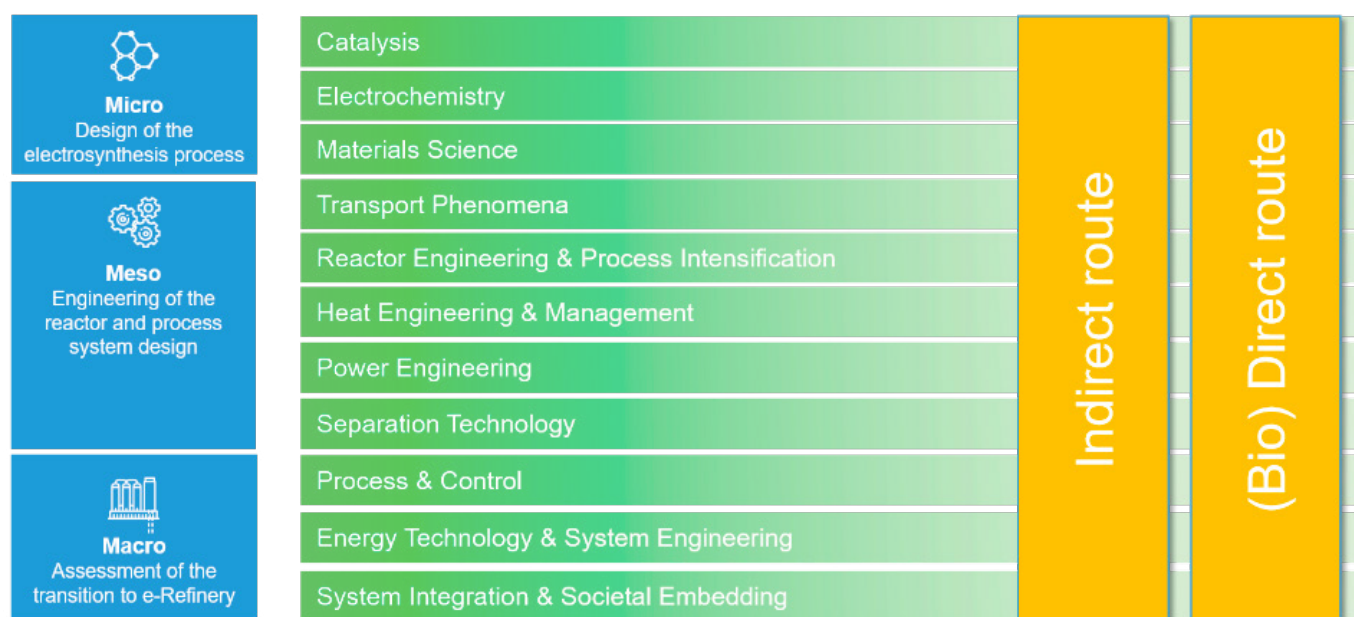 Micro
Design of the
electrosynthesis process
Meso
Engineering of the
reactor and process
system design
Macro
Assessment of the
transition to e-Refinery
Catalysis
Electrochemistry
Materials Science
Transport Phenomena
Reactor Engineering & Process Intensification
Heat Engineering & Management
Power Engineering
Separation Technology
Process & Control
Energy Technology & System Engineering
System Integration & Societal Embedding
Indirect route
(Bio) Direct route